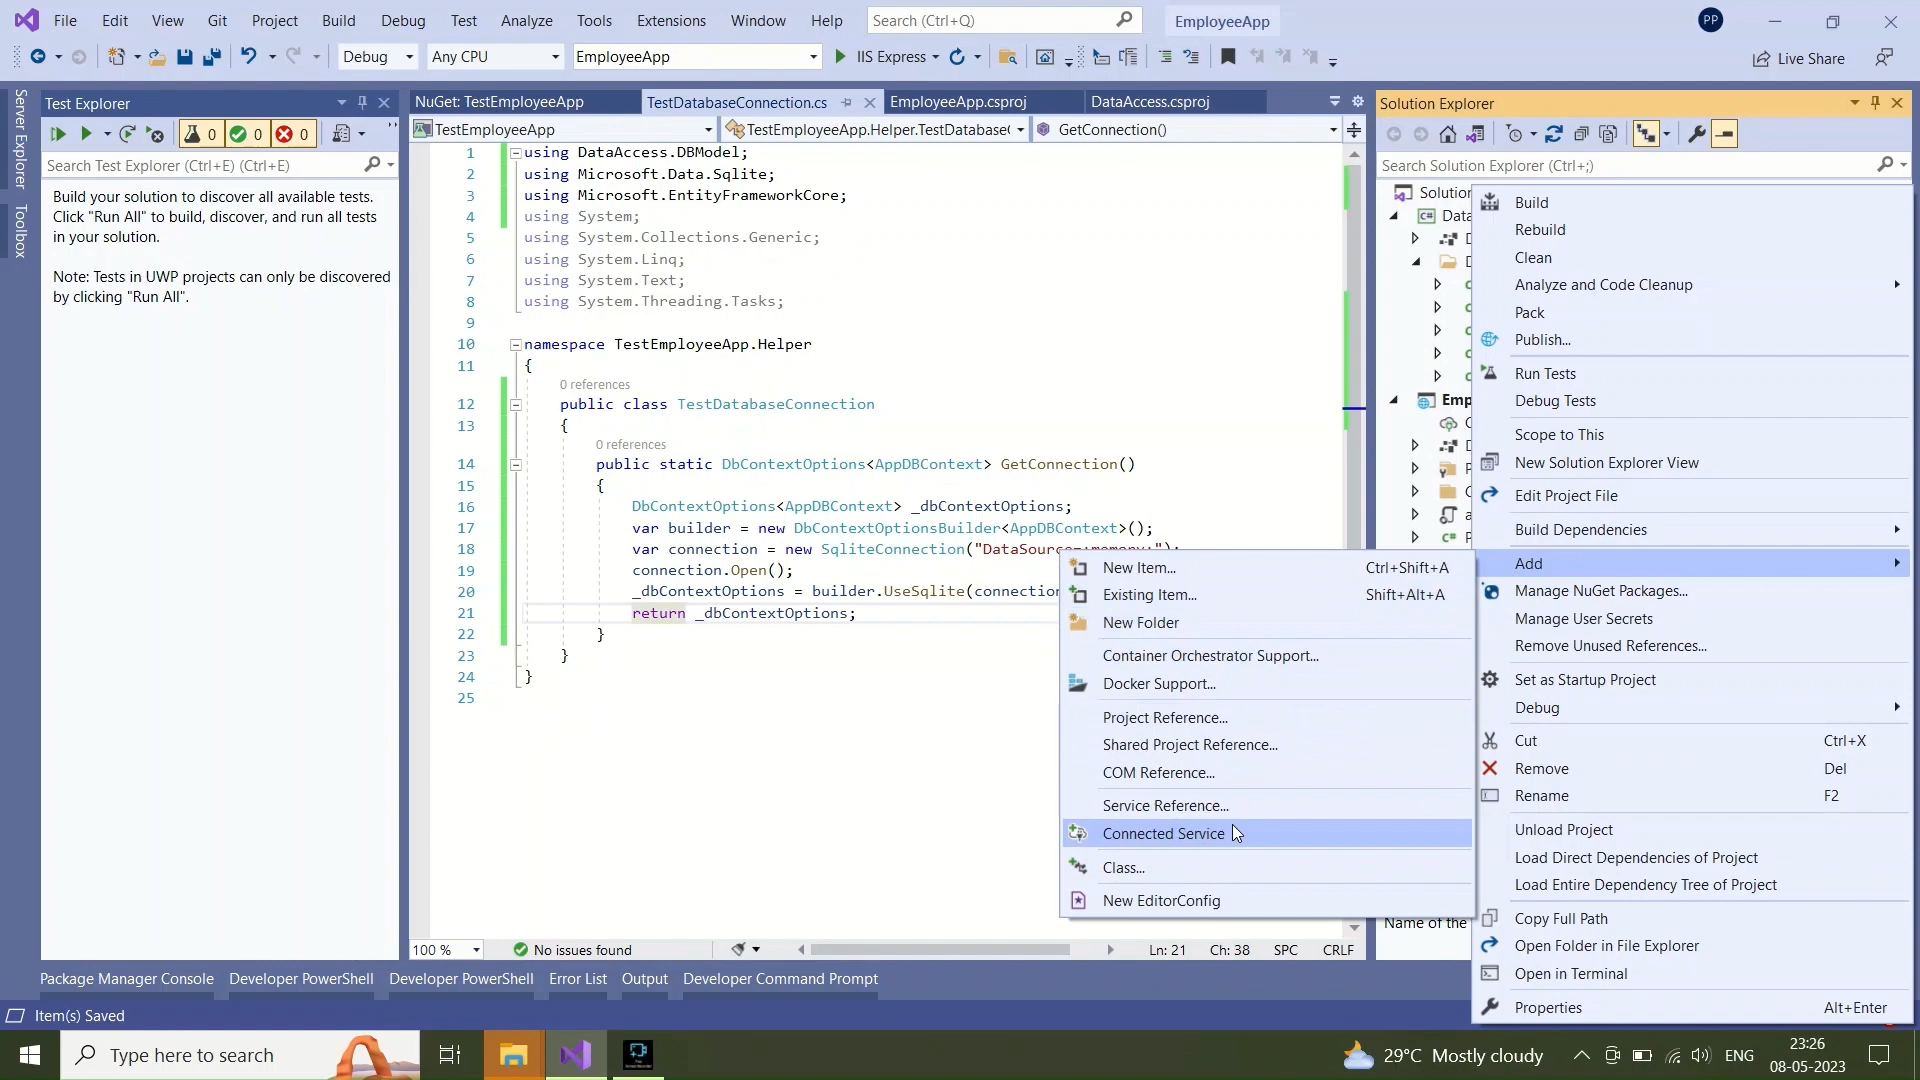 File Edit View Git Project Build Debug Test Analyze Tools Extensions Window Help Search (Ctrl+Q) EmployeeApp PP
Debug Any CPU EmployeeApp IIS Express Live Share
Server Explorer
Toolbox
Test Explorer
0 0 0
Search Test Explorer (Ctrl+E) (Ctrl+E)
Build your solution to discover all available tests.
Click "Run All" to build, discover, and run all tests
in your solution.
Note: Tests in UWP projects can only be discovered
by clicking "Run All".
NuGet: TestEmployeeApp TestDatabaseConnection.cs EmployeeApp.csproj DataAccess.csproj
TestEmployeeApp TestEmployeeApp.Helper.TestDatabase GetConnection()
1 using DataAccess.DBModel;
2 using Microsoft.Data.Sqlite;
3 using Microsoft.EntityFrameworkCore;
4 using System;
5 using System.Collections.Generic;
6 using System.Linq;
7 using System.Text;
8 using System.Threading.Tasks;
9
10 namespace TestEmployeeApp.Helper
11 {
0 references
12 public class TestDatabaseConnection
13 {
0 references
14 public static DbContextOptions<AppDBContext> GetConnection()
15 {
16 DbContextOptions<AppDBContext> _dbContextOptions;
17 var builder = new DbContextOptionsBuilder<AppDBContext>();
18 var connection = new SqliteConnection("DataSource=:memory:");
19 connection.Open();
20 _dbContextOptions = builder.UseSqlite(connection
21 return _dbContextOptions;
22 }
23 }
24 }
25
100 % No issues found Ln: 21 Ch: 38 SPC CRLF
Solution Explorer
Search Solution Explorer (Ctrl+;)
Solution
Data
Emp
Name of the
New Item... Ctrl+Shift+A
Existing Item... Shift+Alt+A
New Folder
Container Orchestrator Support...
Docker Support...
Project Reference...
Shared Project Reference...
COM Reference...
Service Reference...
Connected Service
Class...
New EditorConfig
Build
Rebuild
Clean
Analyze and Code Cleanup
Pack
Publish...
Run Tests
Debug Tests
Scope to This
New Solution Explorer View
Edit Project File
Build Dependencies
Add
Manage NuGet Packages...
Manage User Secrets
Remove Unused References...
Set as Startup Project
Debug
Cut Ctrl+X
Remove Del
Rename F2
Unload Project
Load Direct Dependencies of Project
Load Entire Dependency Tree of Project
Copy Full Path
Open Folder in File Explorer
Open in Terminal
Properties Alt+Enter
Package Manager Console Developer PowerShell Developer PowerShell Error List Output Developer Command Prompt
Item(s) Saved
Type here to search 29°C Mostly cloudy ENG 23:26
08-05-2023